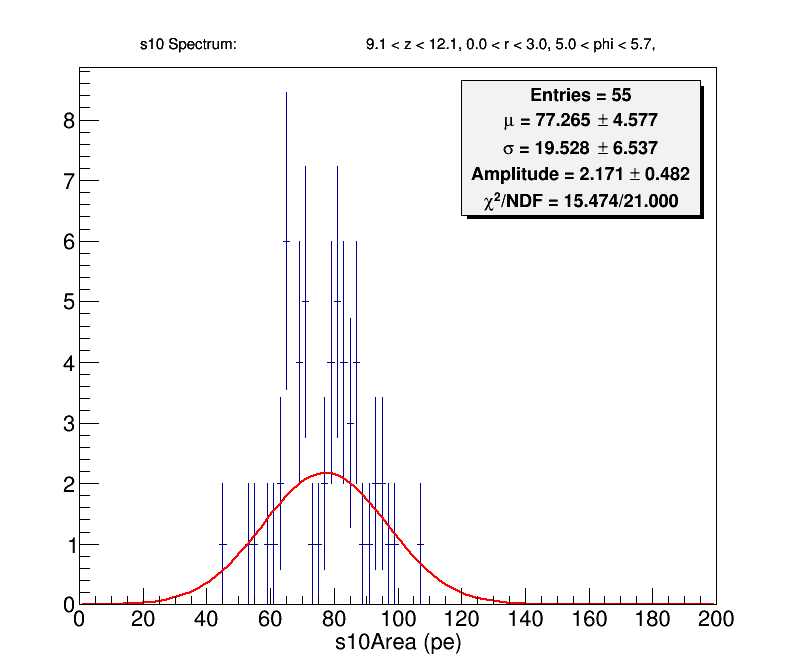 s10 Spectrum: 9.1 < z < 12.1, 0.0 < r < 3.0, 5.0 < phi < 5.7,
Entries = 55
μ = 77.265 ± 4.577
σ = 19.528 ± 6.537
Amplitude = 2.171 ± 0.482
χ²/NDF = 15.474/21.000
8
7
6
5
4
3
2
1
0
0 20 40 60 80 100 120 140 160 180 200
s10Area (pe)